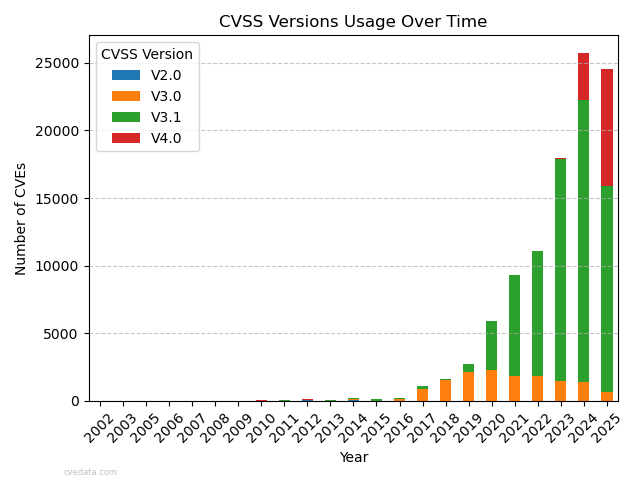 CVSS Versions Usage Over Time
CVSS Version
V2.0
V3.0
V3.1
V4.0
Number of CVEs
25000
20000
15000
10000
5000
0
2002 2003 2005 2006 2007 2008 2009 2010 2011 2012 2013 2014 2015 2016 2017 2018 2019 2020 2021 2022 2023 2024 2025
Year
cvedata.com